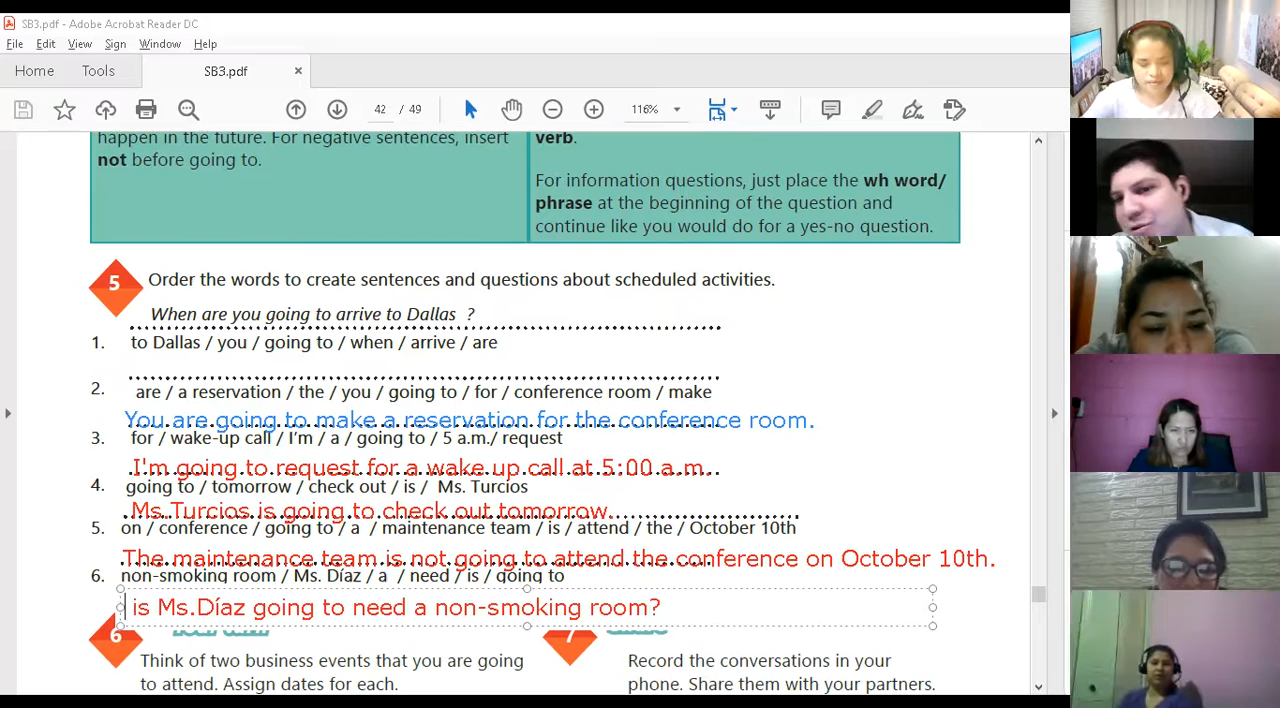 SB3.pdf - Adobe Acrobat Reader DC
File Edit View Sign Window Help
Home Tools SB3.pdf ×
42 / 49 116%
happen in the future. For negative sentences, insert
not before going to.
verb.
For information questions, just place the wh word/
phrase at the beginning of the question and
continue like you would do for a yes-no question.
5 Order the words to create sentences and questions about scheduled activities.
When are you going to arrive to Dallas ?
1. to Dallas / you / going to / when / arrive / are
2. are / a reservation / the / you / going to / for / conference room / make
You are going to make a reservation for the conference room.
3. for / wake-up call / I'm / a / going to / 5 a.m./ request
I'm going to request for a wake up call at 5:00 a.m.
4. going to / tomorrow / check out / is / Ms. Turcios
Ms.Turcios is going to check out tomorrow.
5. on / conference / going to / a / maintenance team / is / attend / the / October 10th
The maintenance team is not going to attend the conference on October 10th.
6. non-smoking room / Ms. Díaz / a / need / is / going to
is Ms.Díaz going to need a non-smoking room?
6
7
Think of two business events that you are going
to attend. Assign dates for each.
Record the conversations in your
phone. Share them with your partners.